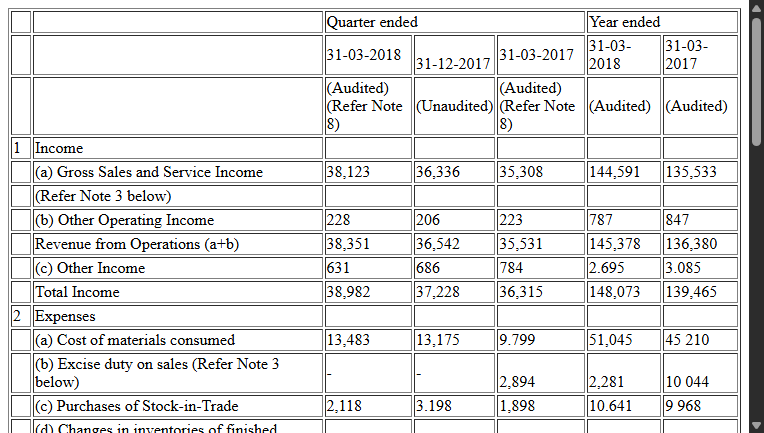 Quarter ended Year ended
31-03-2018 31-12-2017 31-03-2017 31-03-2018 31-03-2017
(Audited) (Refer Note 8) (Unaudited) (Audited) (Refer Note 8) (Audited) (Audited)
1 Income
(a) Gross Sales and Service Income 38,123 36,336 35,308 144,591 135,533
(Refer Note 3 below)
(b) Other Operating Income 228 206 223 787 847
Revenue from Operations (a+b) 38,351 36,542 35,531 145,378 136,380
(c) Other Income 631 686 784 2.695 3.085
Total Income 38,982 37,228 36,315 148,073 139,465
2 Expenses
(a) Cost of materials consumed 13,483 13,175 9.799 51,045 45 210
(b) Excise duty on sales (Refer Note 3 below) - - 2,894 2,281 10 044
(c) Purchases of Stock-in-Trade 2,118 3.198 1,898 10.641 9 968
(d) Changes in inventories of finished